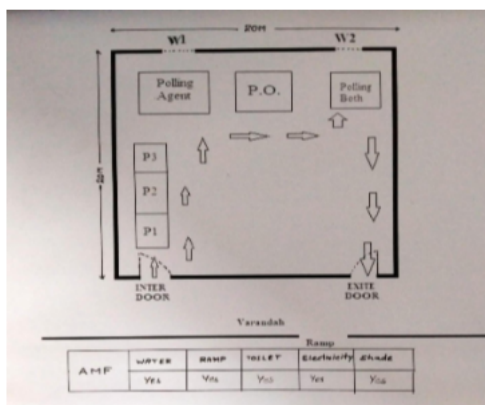 20M
W1
W2
Polling
Agent
P.O.
Polling
Both
P3
P2
P1
INTER
DOOR
EXITE
DOOR
Varandah
Ramp
AMF
WATER
RAMP
TOILET
Electricity
Shade
Yes
Yes
Yes
Yes
Yes